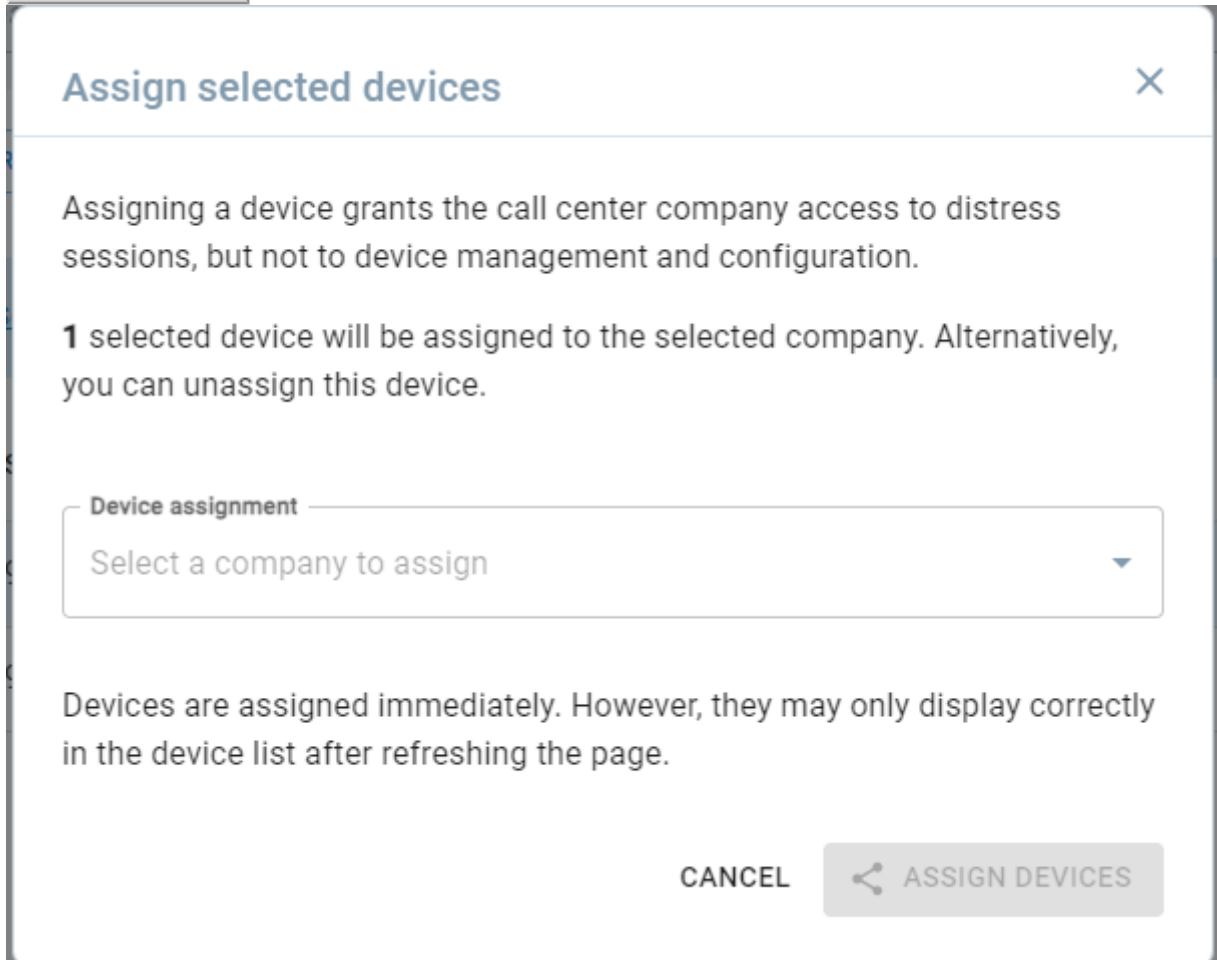 Assign selected devices
Assigning a device grants the call center company access to distress
sessions, but not to device management and configuration.
1 selected device will be assigned to the selected company. Alternatively,
you can unassign this device.
Device assignment
Select a company to assign
Devices are assigned immediately. However, they may only display correctly
in the device list after refreshing the page.
CANCEL
ASSIGN DEVICES